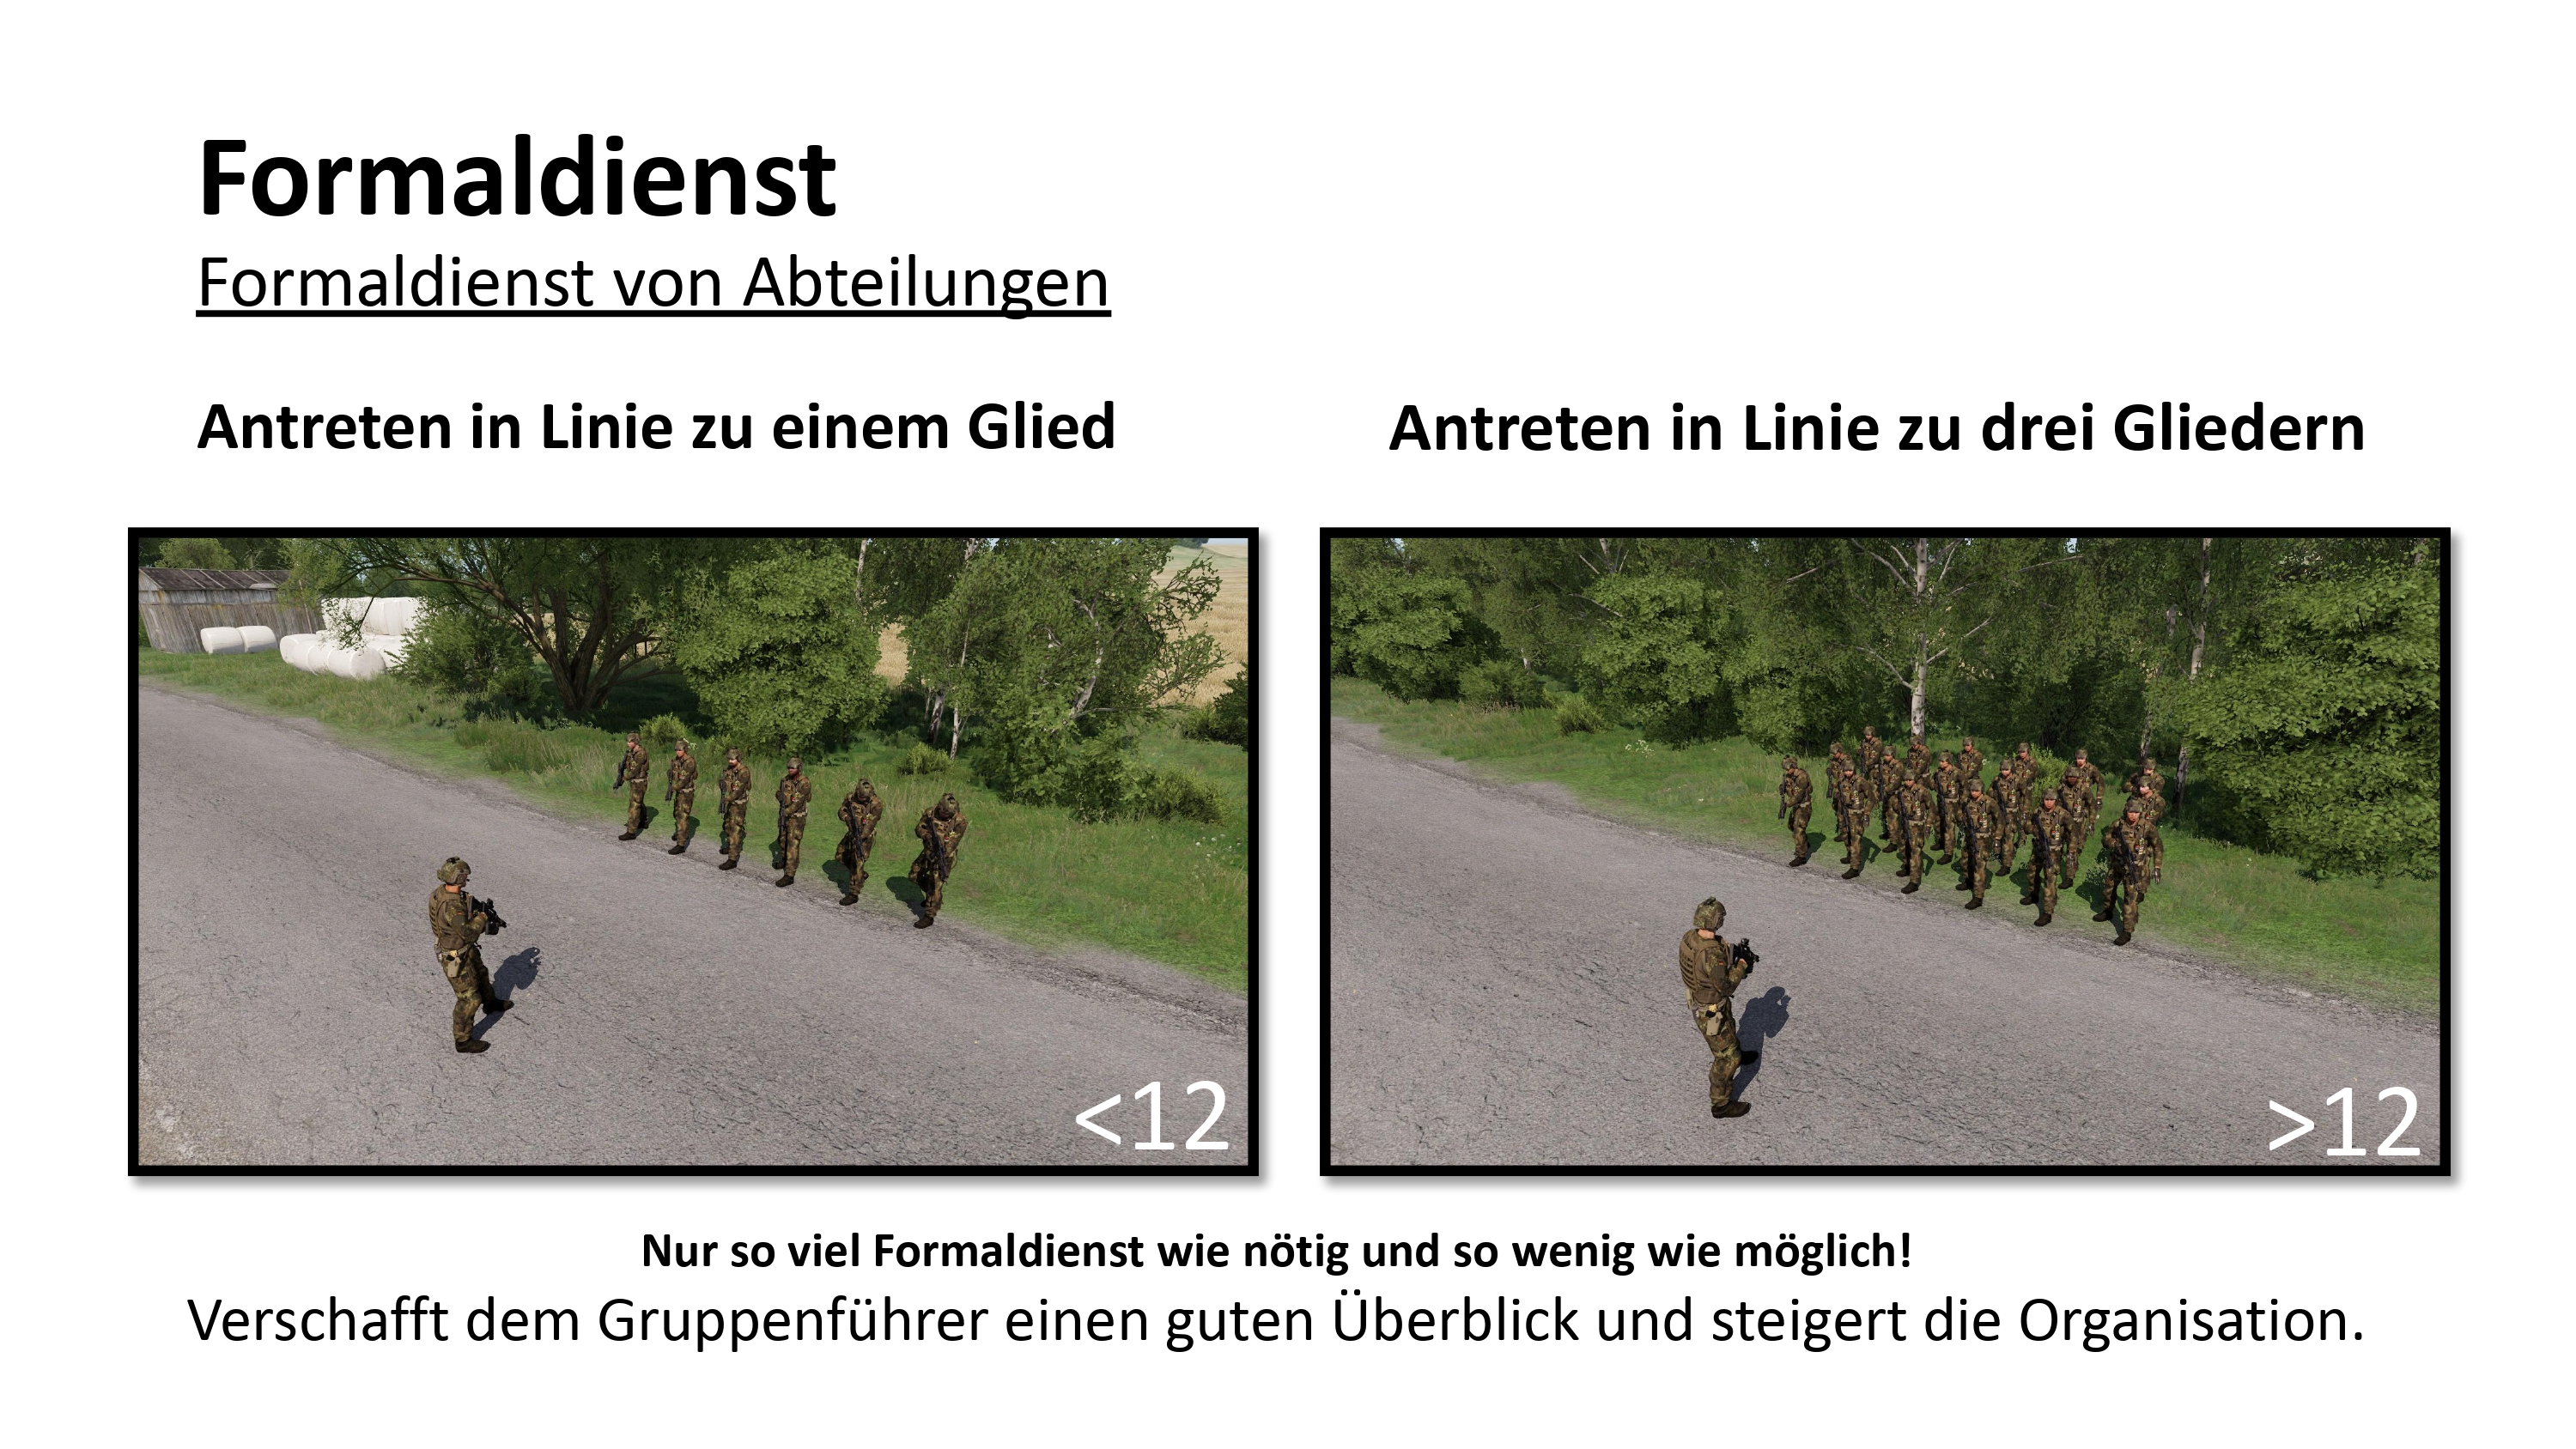 Formaldienst
Formaldienst von Abteilungen
Antreten in Linie zu einem Glied
Antreten in Linie zu drei Gliedern
<12
>12
Nur so viel Formaldienst wie nötig und so wenig wie möglich!
Verschafft dem Gruppenführer einen guten Überblick und steigert die Organisation.